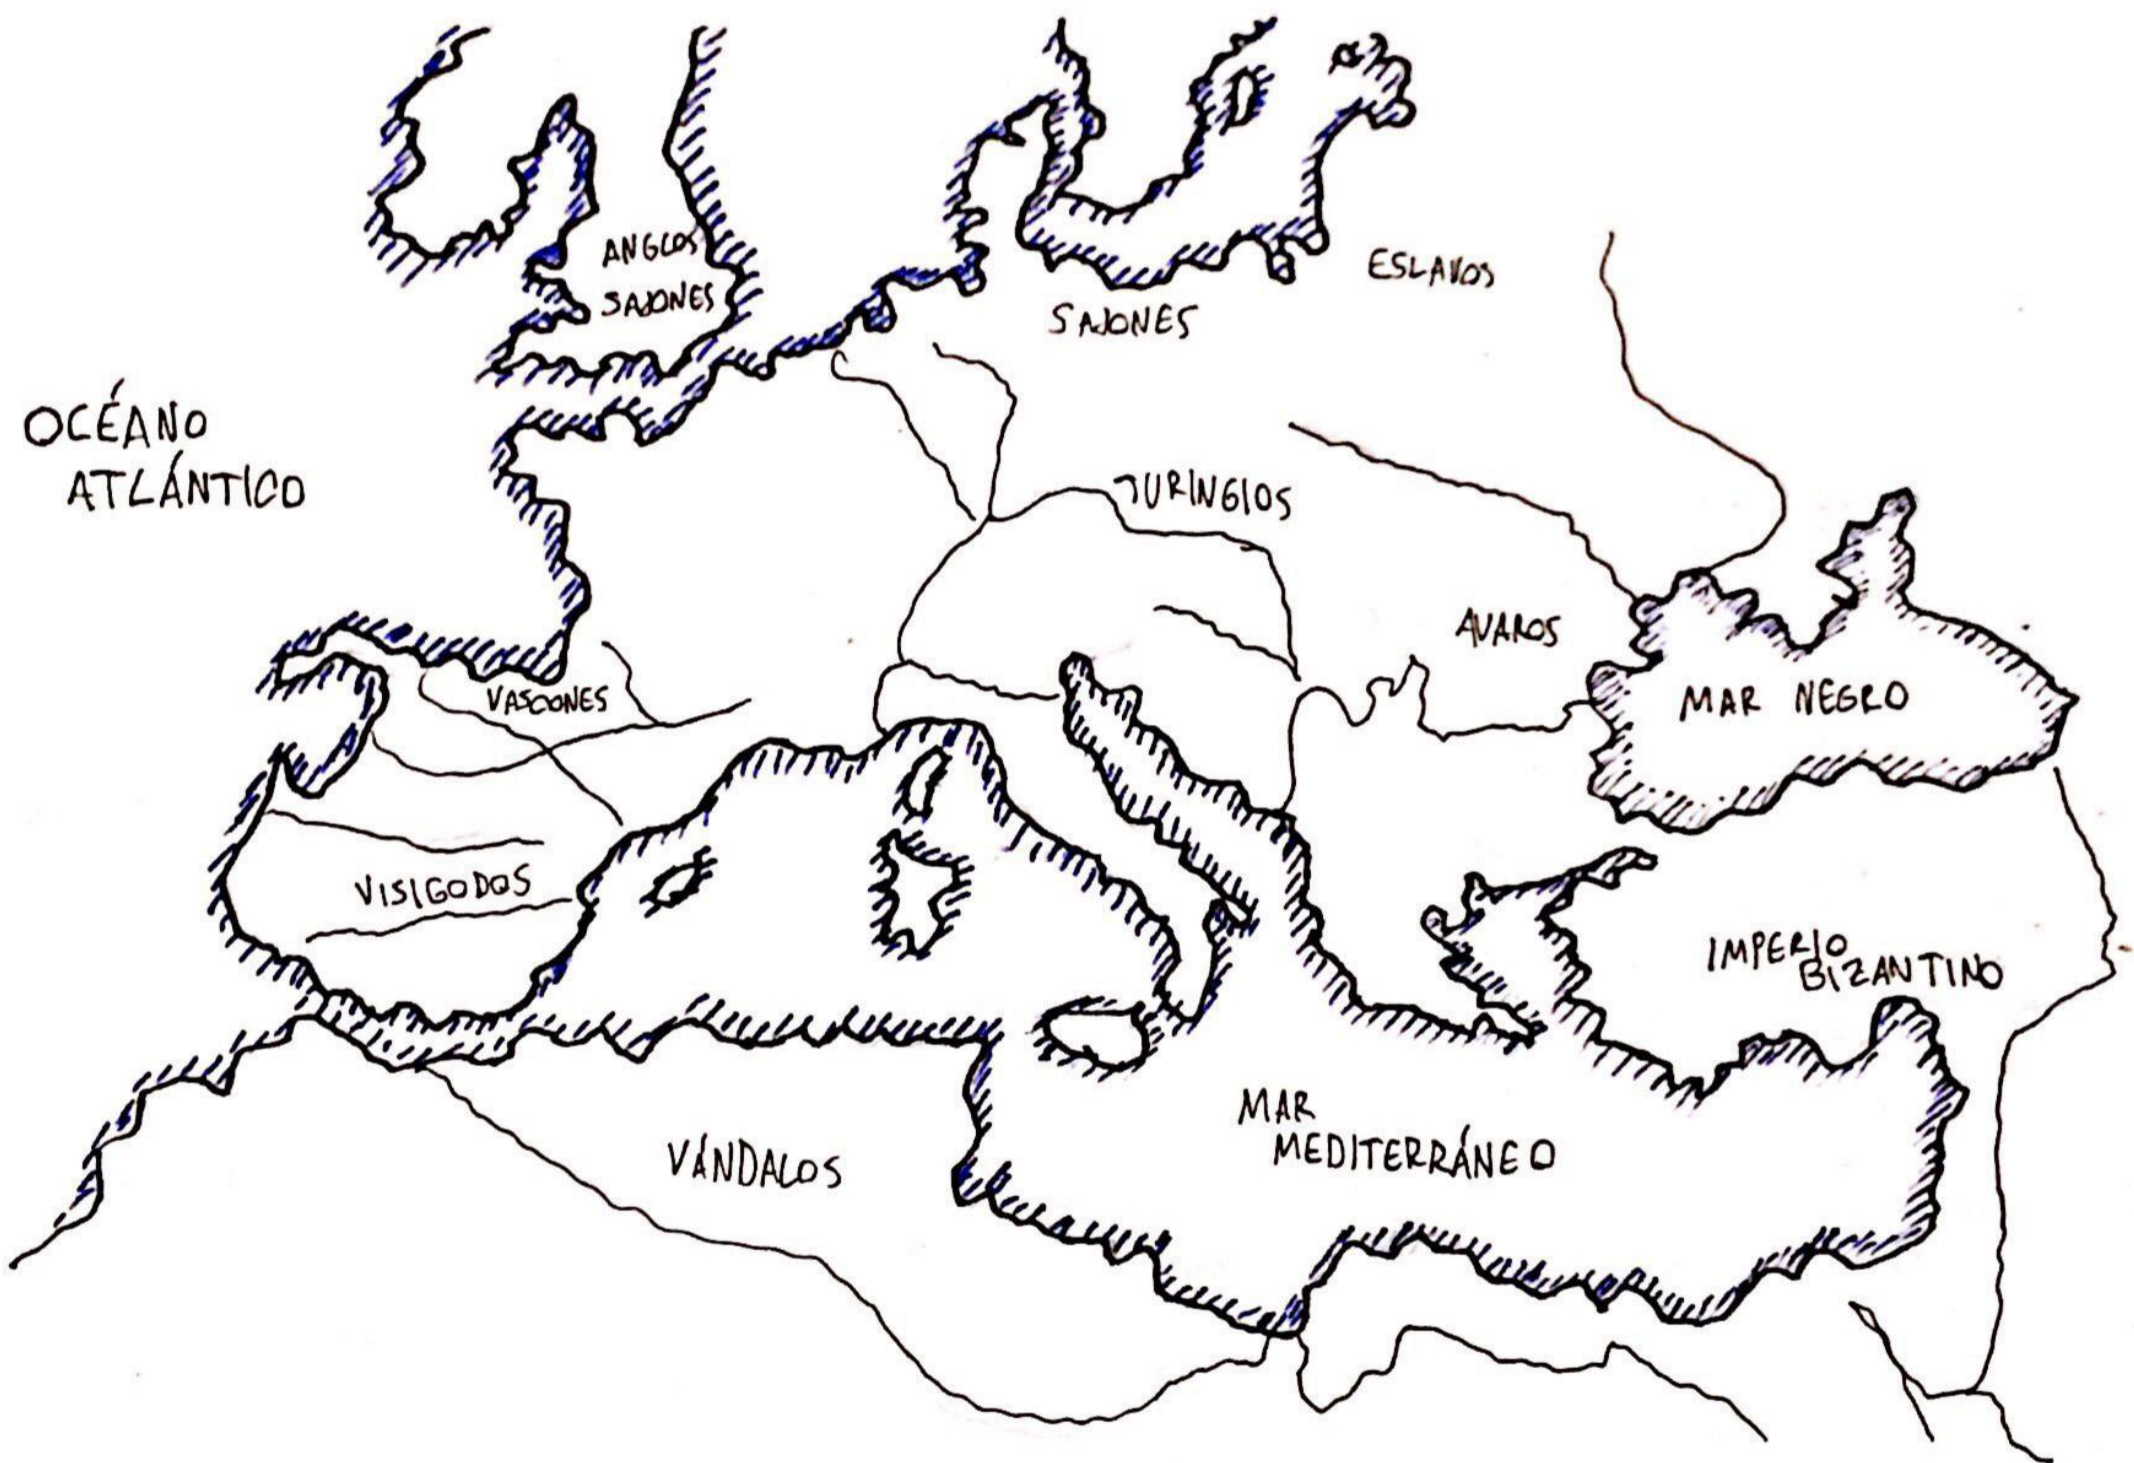 ANGLOS
SAJONES
SAJONES
ESLAVOS
OCÉANO
ATLÁNTICO
TURINGIOS
AVAROS
VASCONES
MAR NEGRO
VISIGODOS
IMPERIO
BIZANTINO
VÁNDALOS
MAR
MEDITERRÁNEO